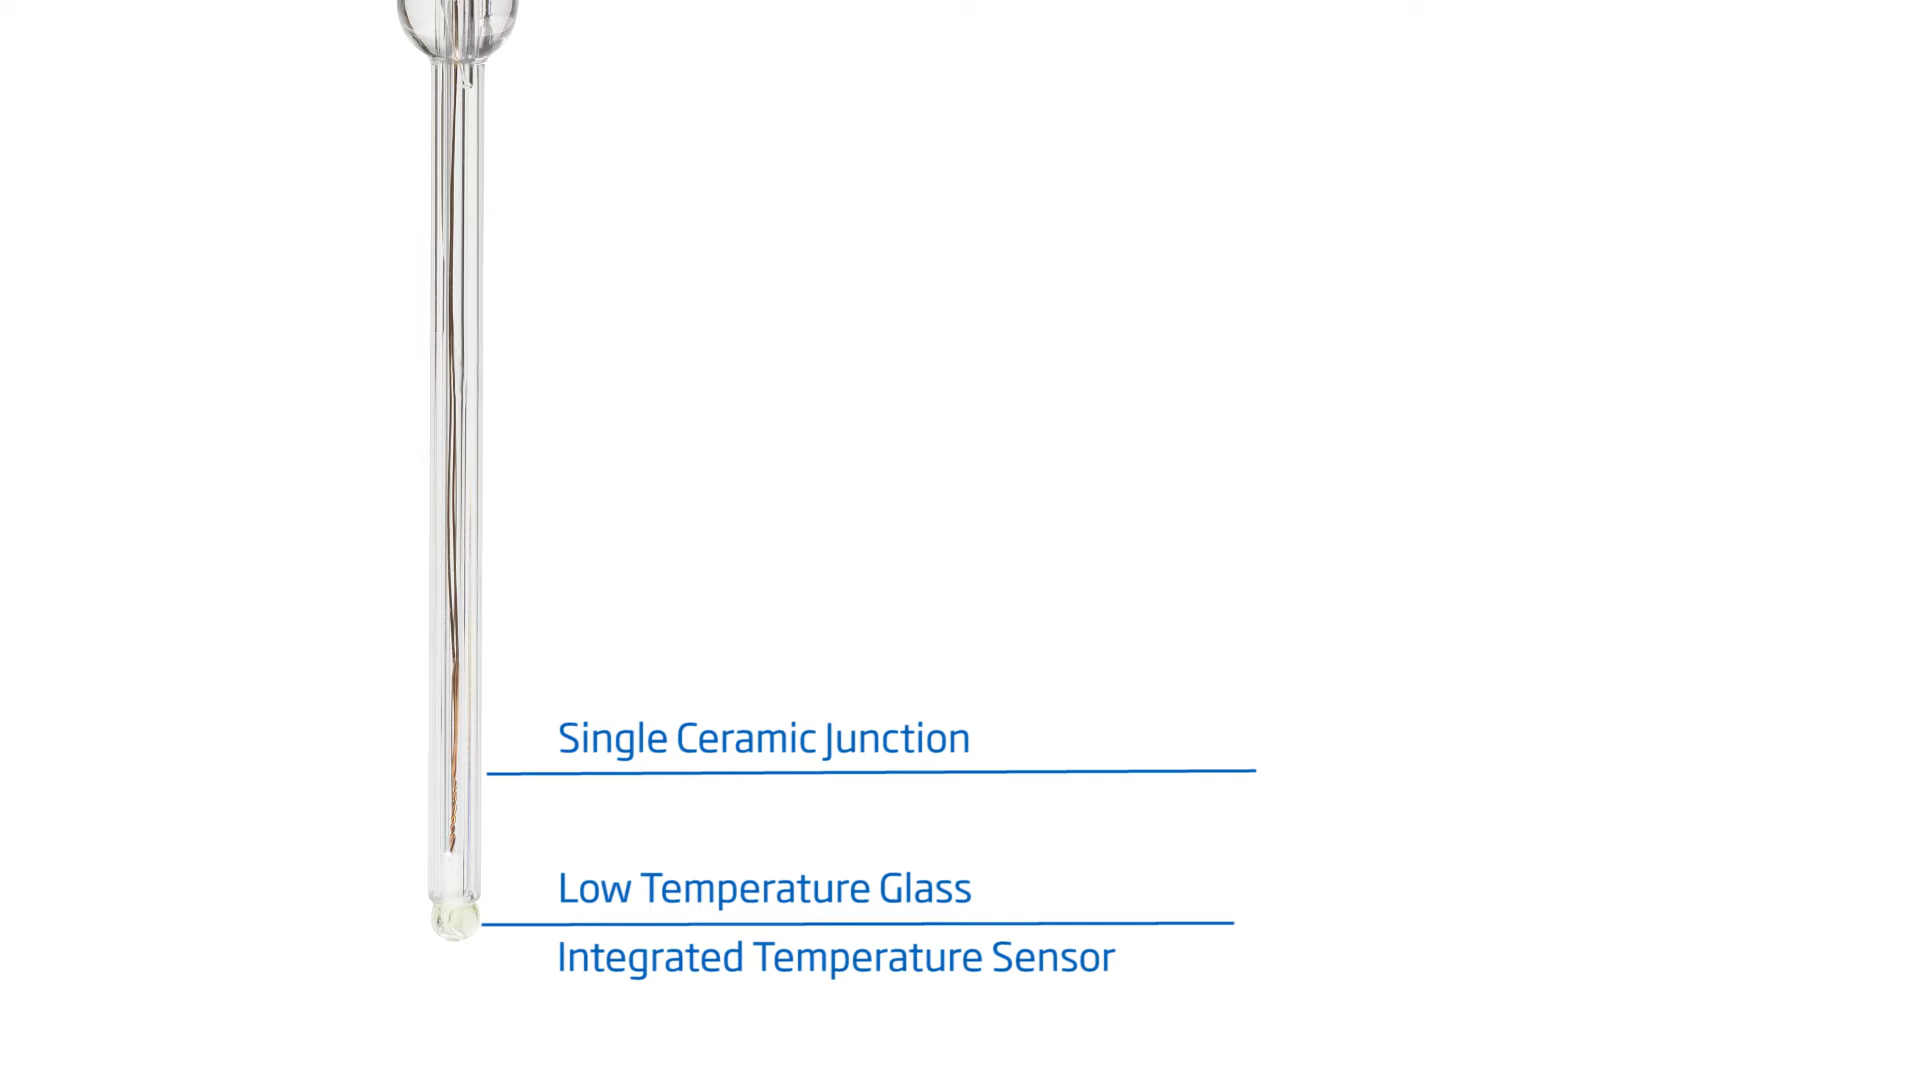 Single Ceramic Junction
Low Temperature Glass
Integrated Temperature Sensor